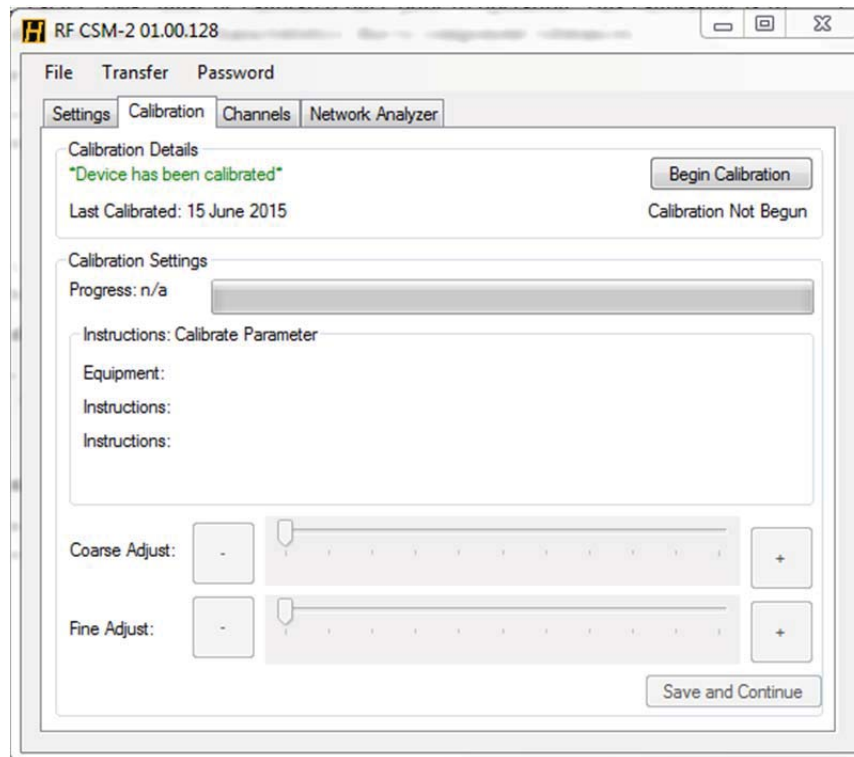 RF CSM-2 01.00.128
File Transfer Password
Settings Calibration Channels Network Analyzer
Calibration Details
*Device has been calibrated* Begin Calibration
Last Calibrated: 15 June 2015 Calibration Not Begun
Calibration Settings
Progress: n/a
Instructions: Calibrate Parameter
Equipment:
Instructions:
Instructions:
Coarse Adjust: - +
Fine Adjust: - +
Save and Continue